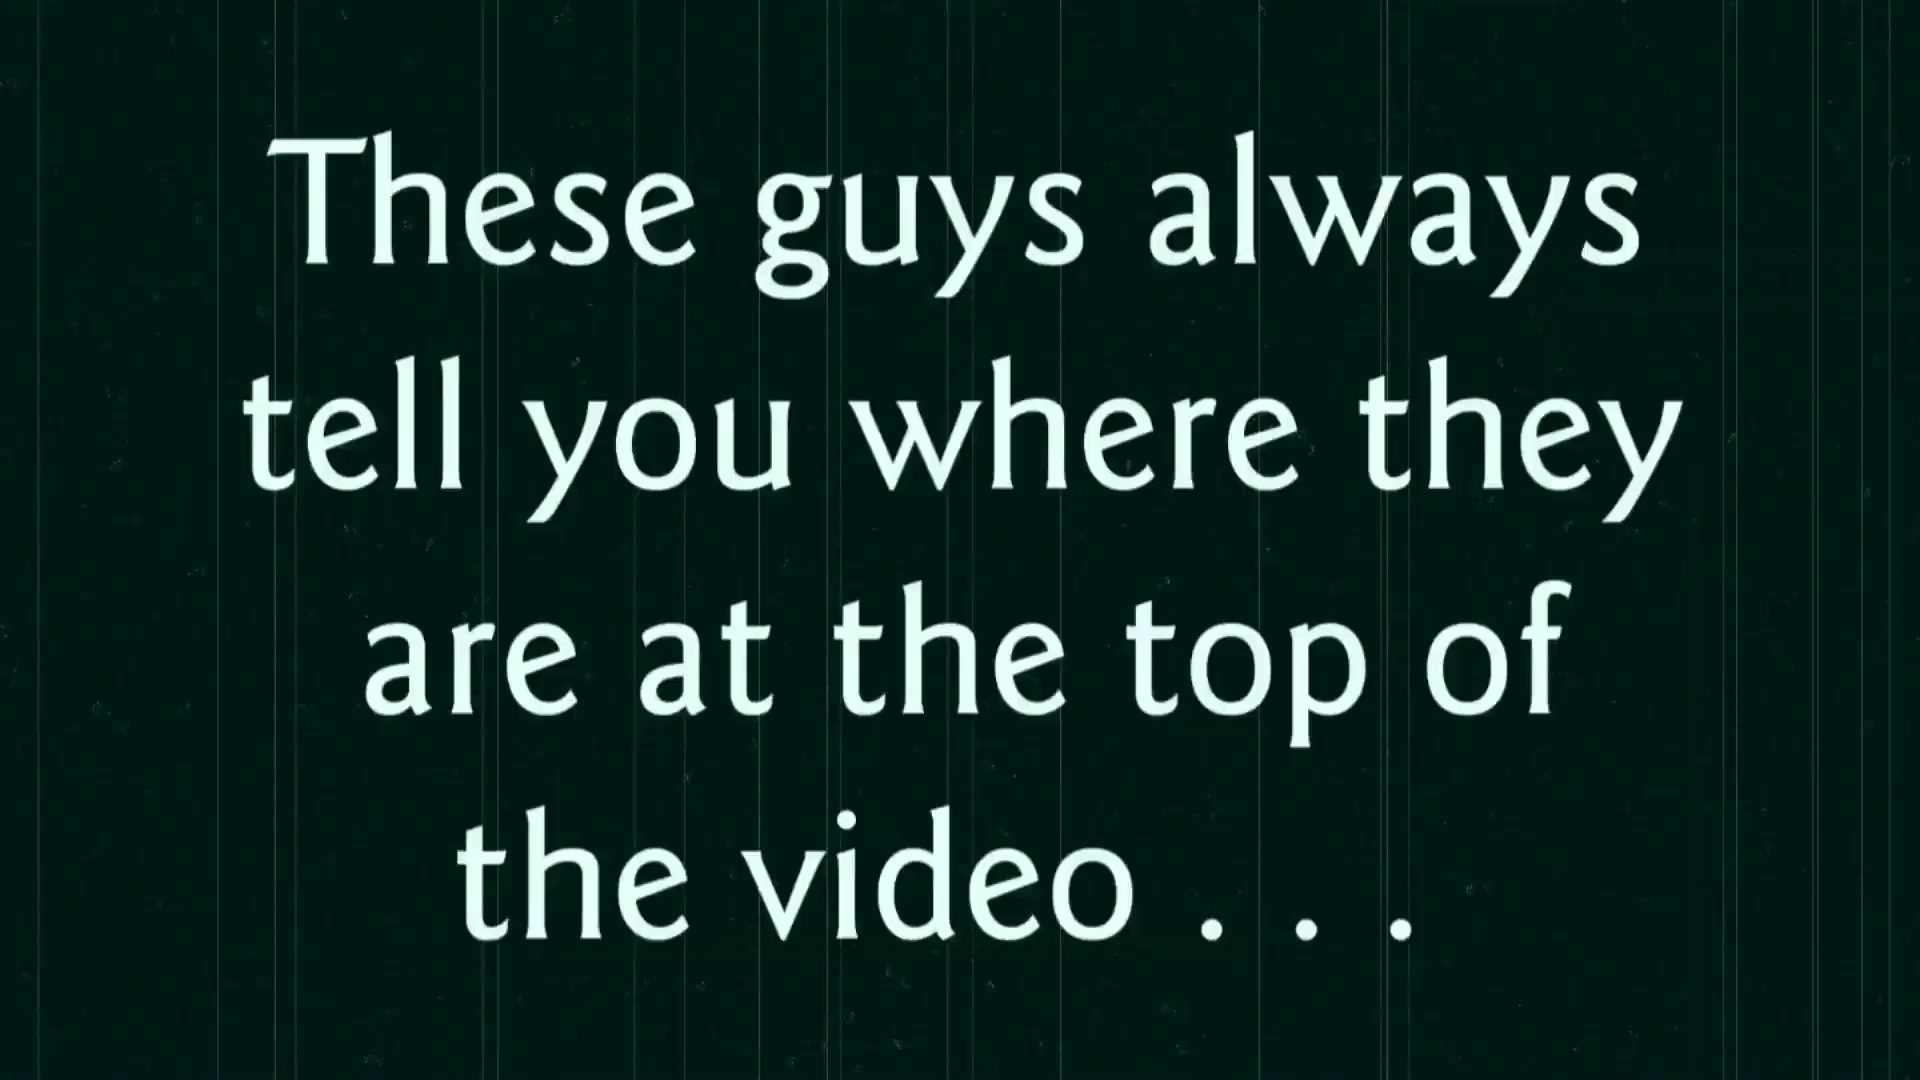 These guys always
tell you where they
are at the top of
the video . . .